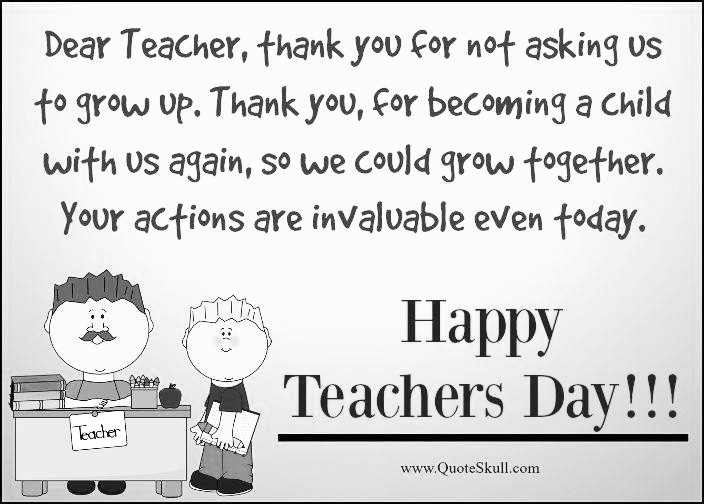 Dear Teacher, thank you for not asking us
to grow up. Thank you, for becoming a child
with us again, so we could grow together.
Your actions are invaluable even today.
Happy
Teachers Day!!!
Teacher
www.QuoteSkull.com